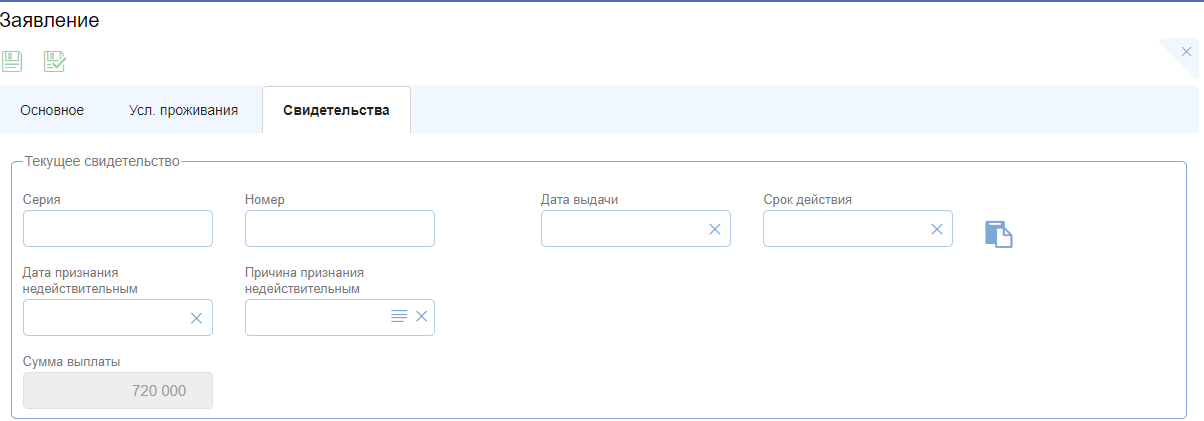 Заявление
Основное Усл. проживания Свидетельства
Текущее свидетельство
Серия Номер Дата выдачи Срок действия
Дата признания
недействительным
Причина признания
недействительным
Сумма выплаты
720 000